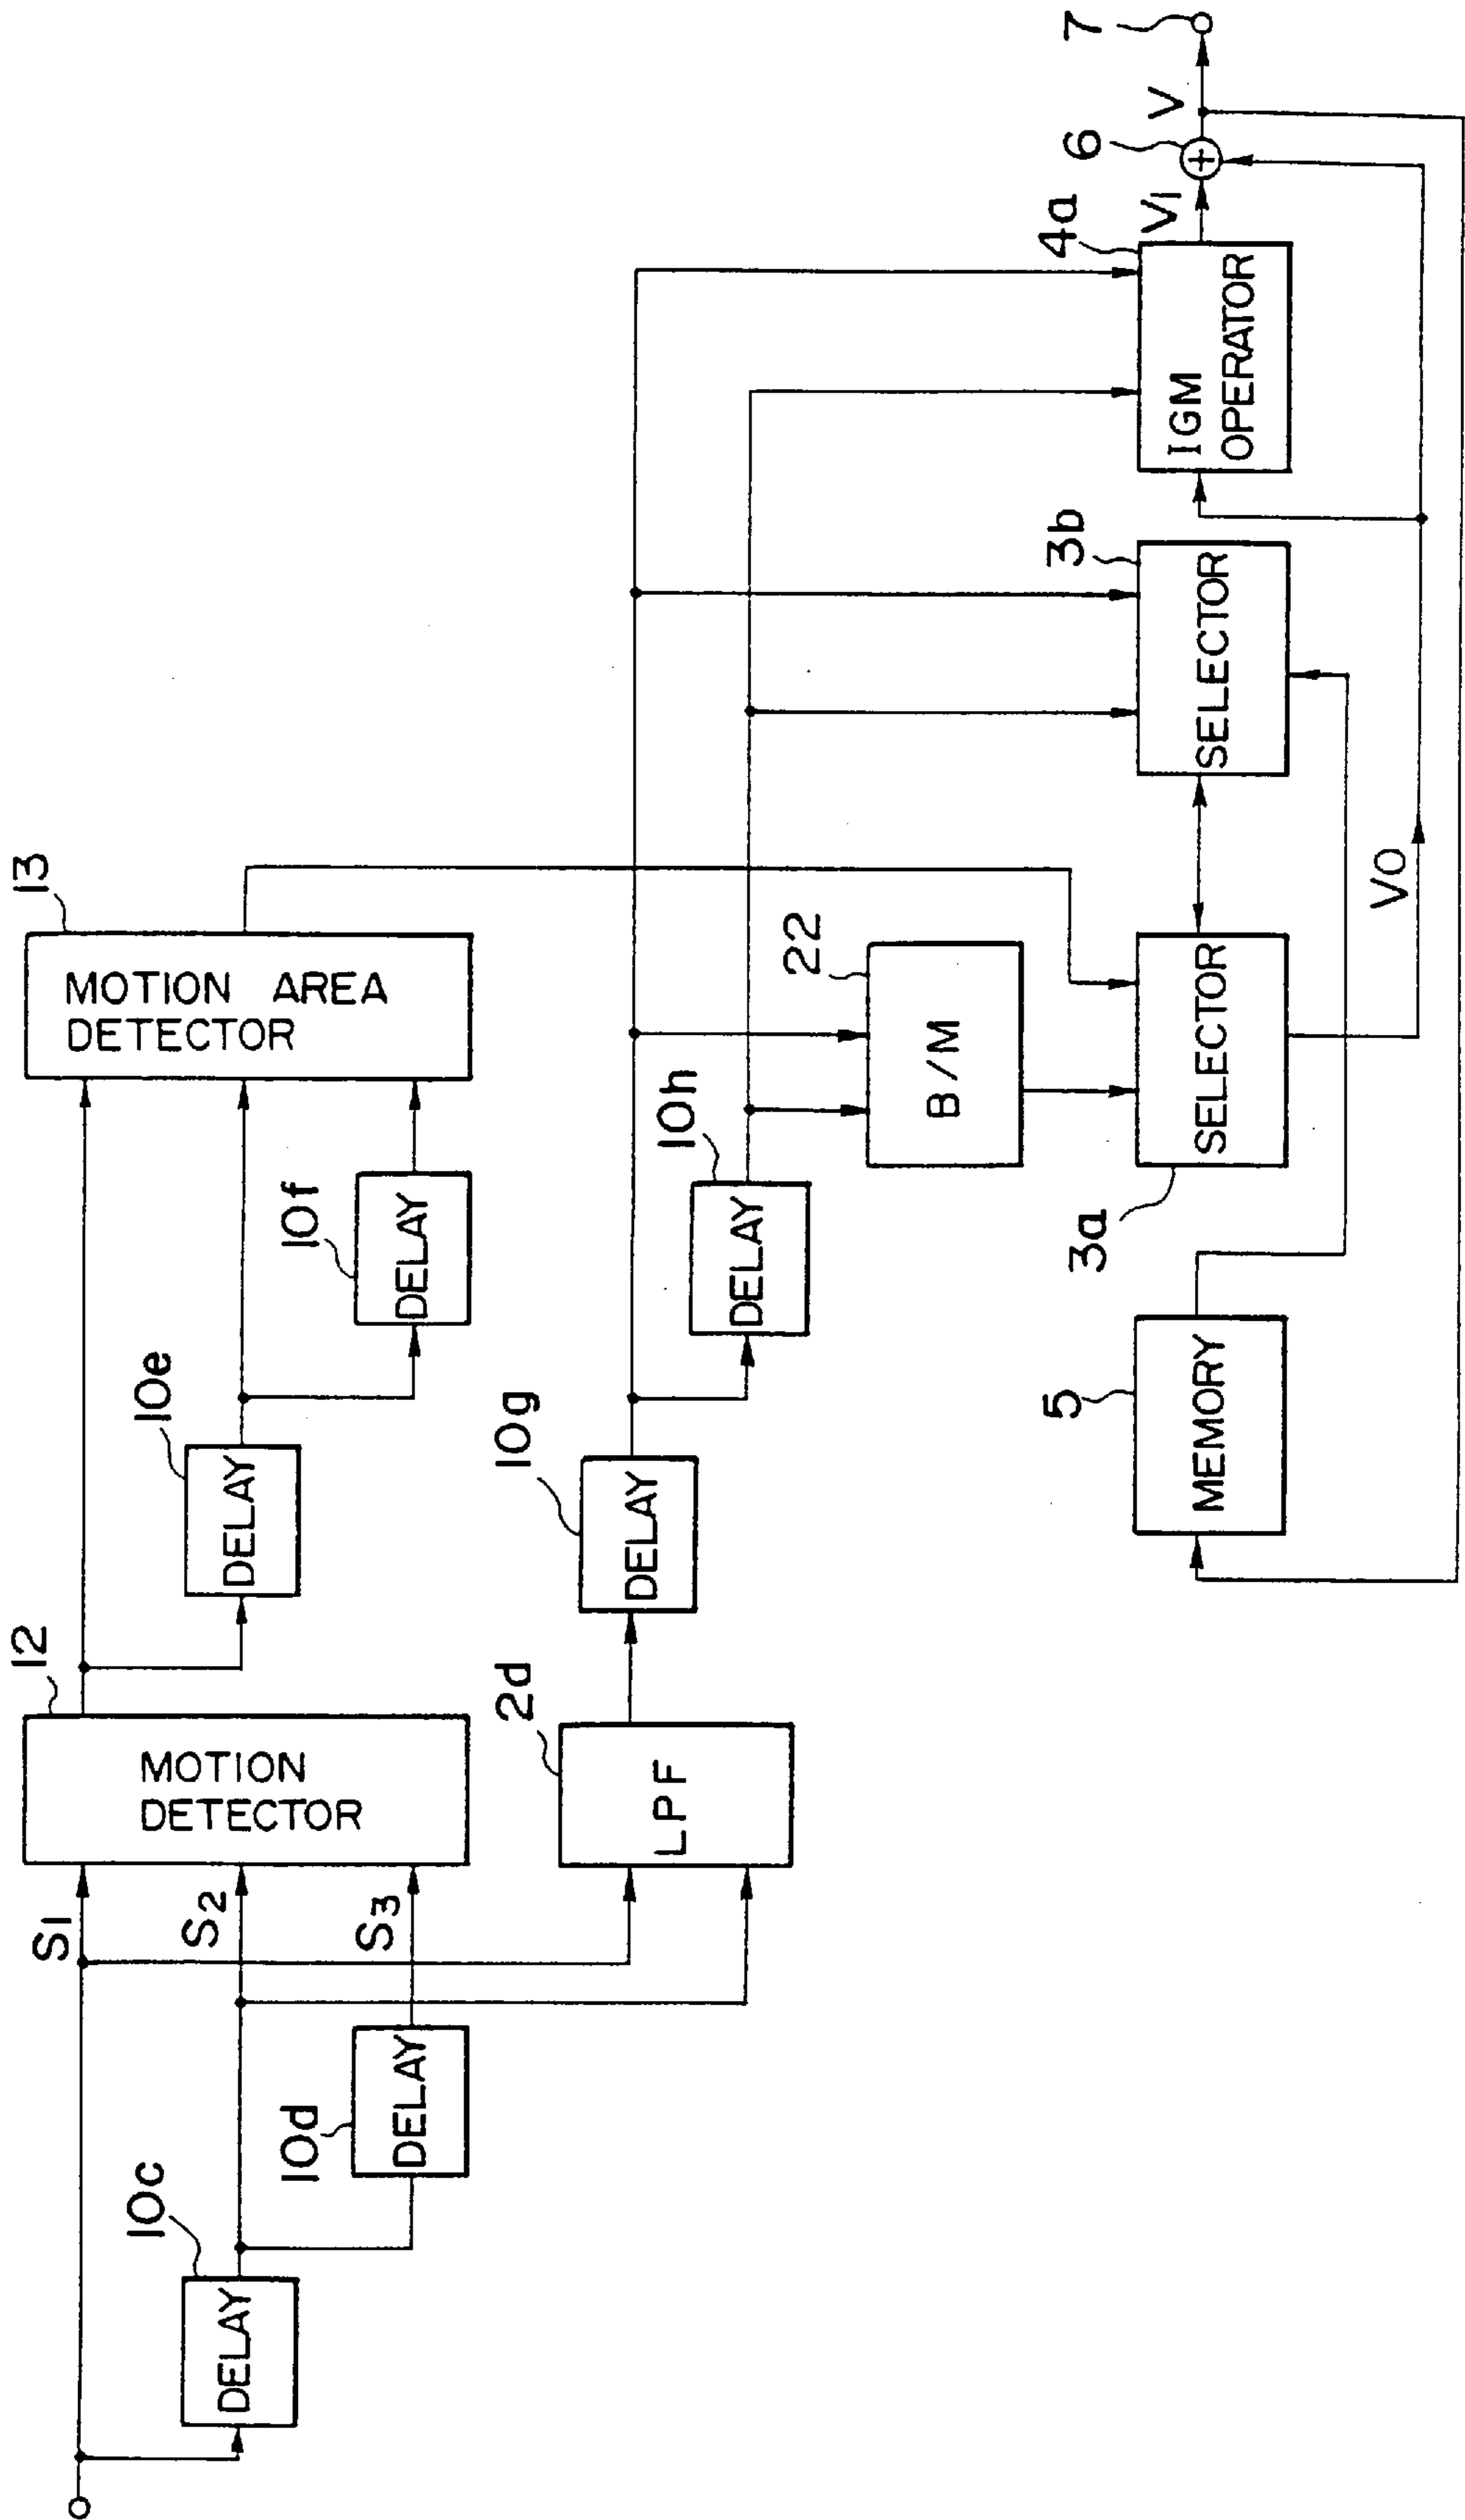 12
13
MOTION
DETECTOR
MOTION AREA
DETECTOR
S1
S2
S3
10c
DELAY
10d
DELAY
10e
DELAY
10f
DELAY
2d
LPF
10g
DELAY
10h
DELAY
22
B/M
5
MEMORY
3a
SELECTOR
3b
SELECTOR
4a
IGM
OPERATOR
VO
Vi
6
+
V
7